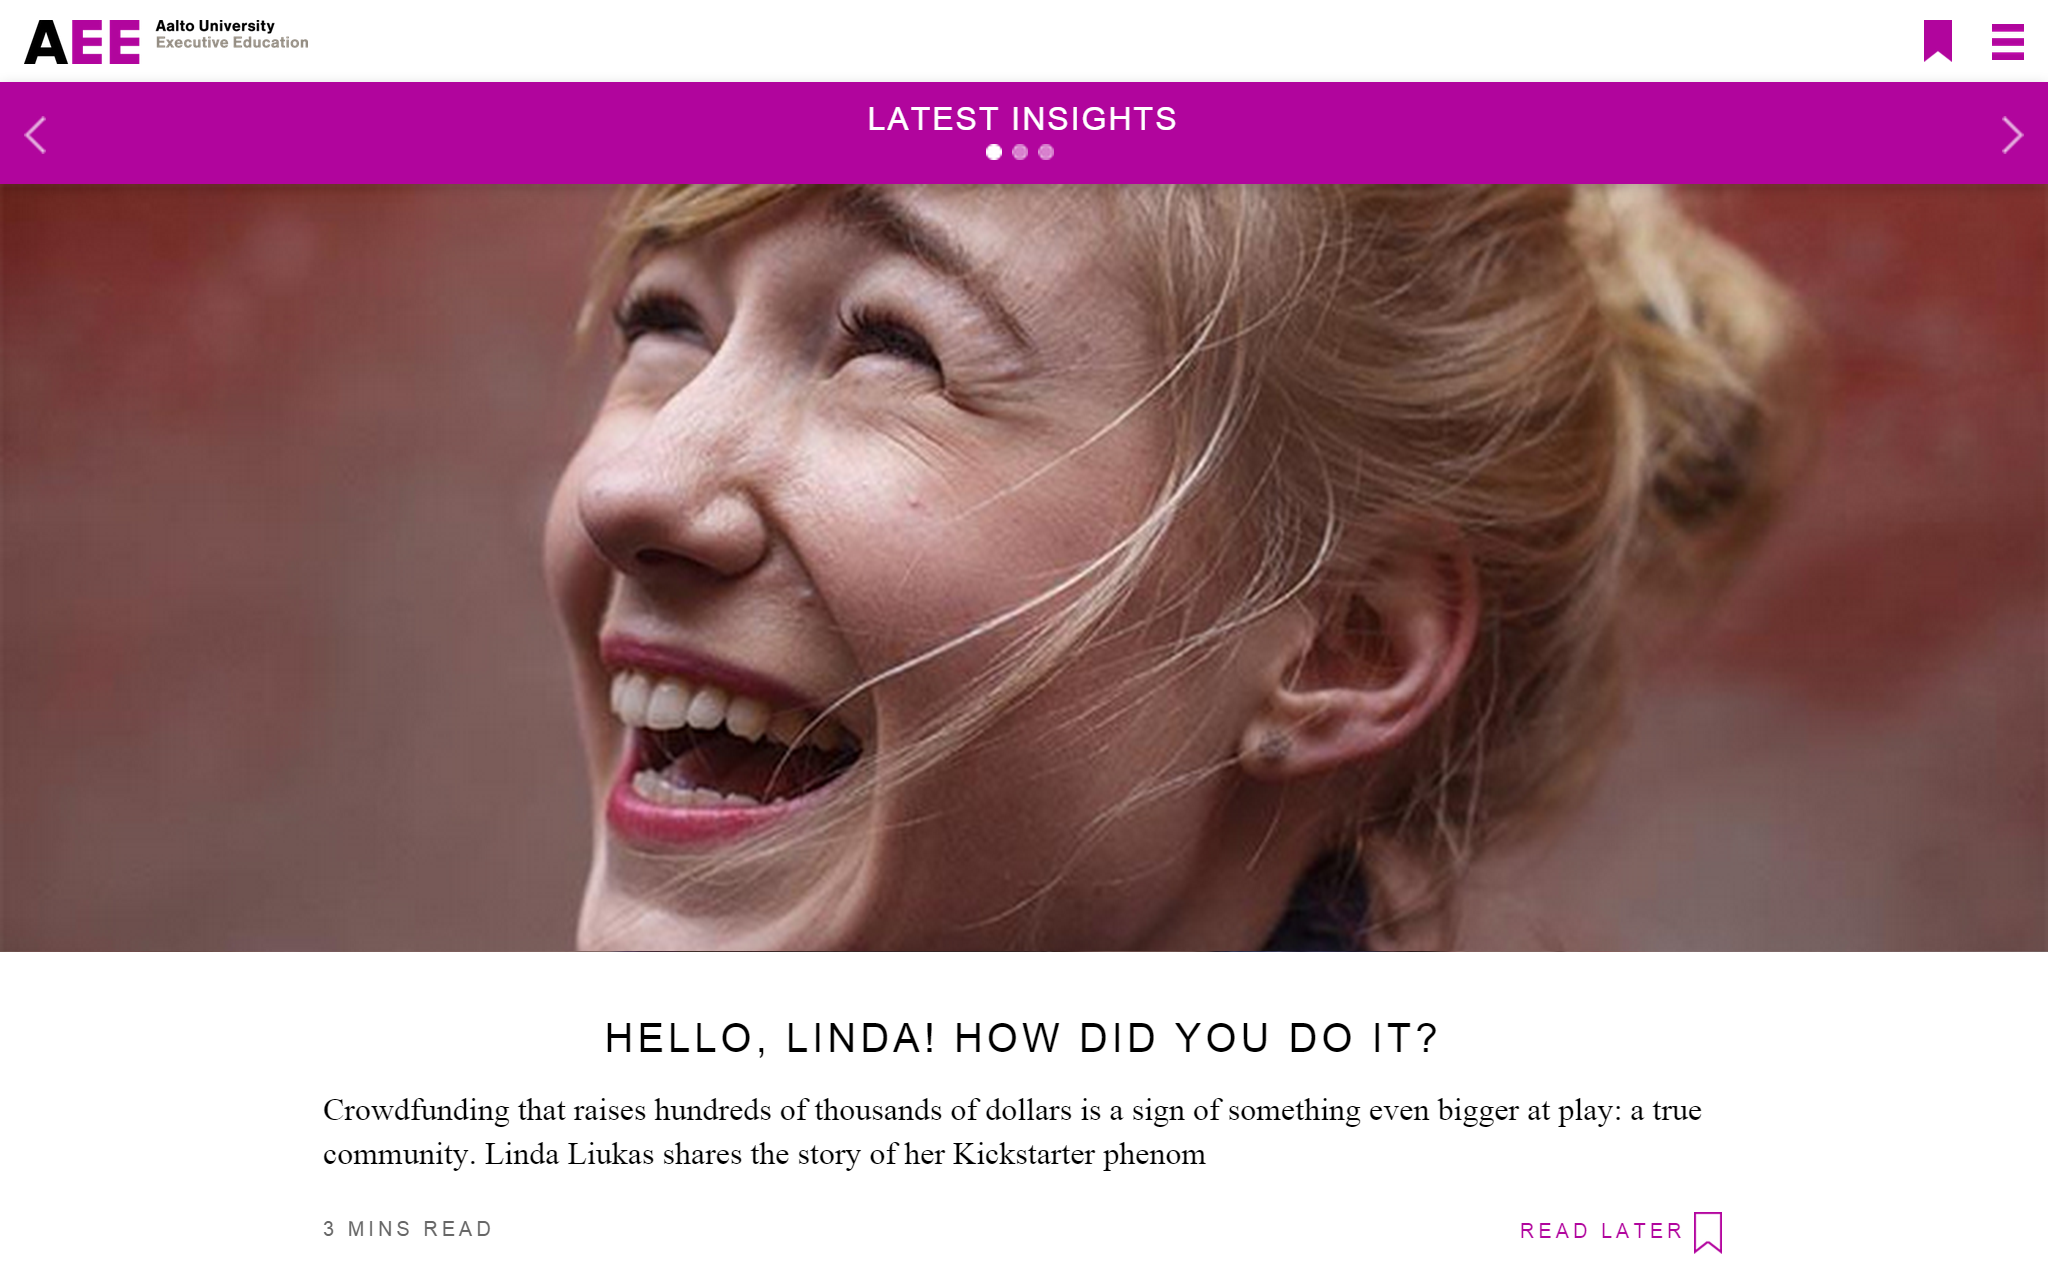 AEE
Aalto University
Executive Education
LATEST INSIGHTS
HELLO, LINDA! HOW DID YOU DO IT?
Crowdfunding that raises hundreds of thousands of dollars is a sign of something even bigger at play: a true
community. Linda Liukas shares the story of her Kickstarter phenom
3 MINS READ
READ LATER